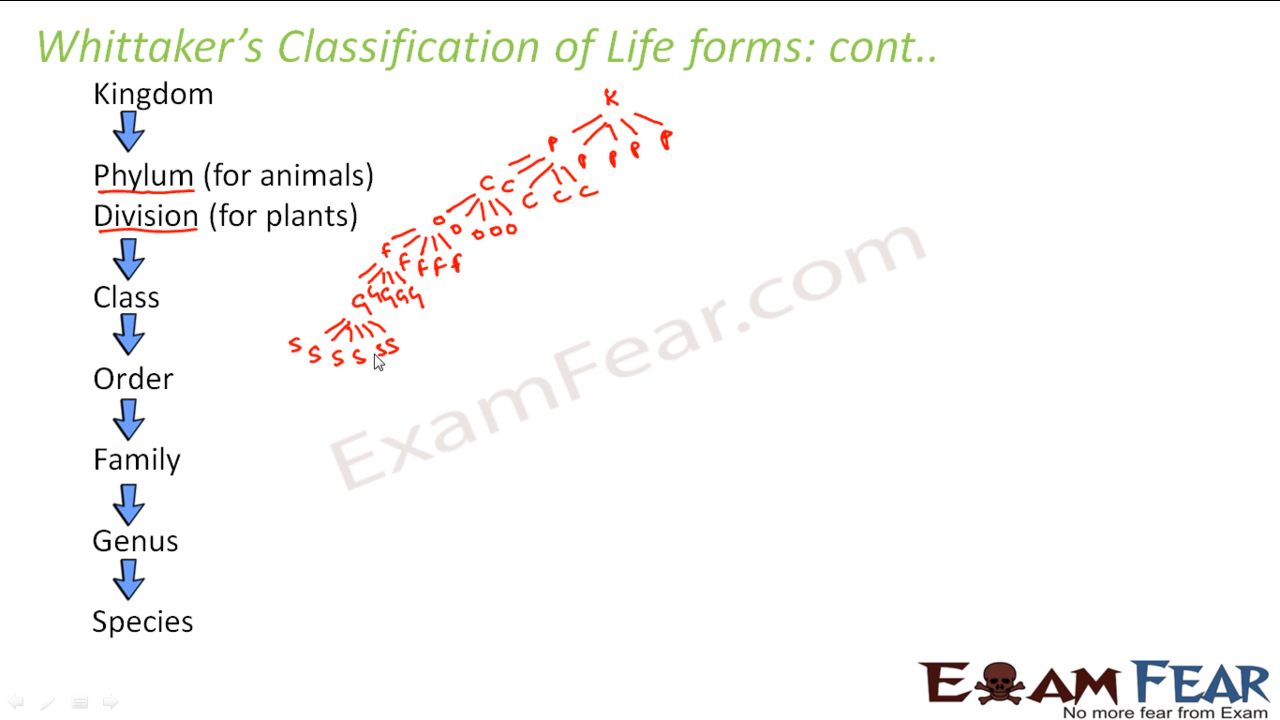 Whittaker's Classification of Life forms: cont..
Kingdom
Phylum (for animals)
Division (for plants)
Class
Order
Family
Genus
Species
K
P P P P P
C C C C C
O O O O O
F F F F F
G G G G G
S S S S S S
ExamFear.com
EXAM FEAR
No more fear from Exam